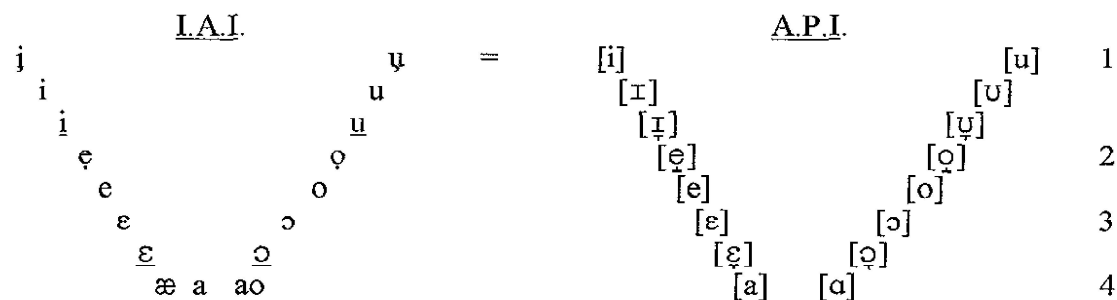 I.A.I. A.P.I.
i̧ u̧ = [i] [u] 1
i u [ɪ] [ʊ]
i̲ u̲ [ɪ̞] [ʊ̞]
ẹ ọ [e̝] [o̝] 2
e o [e] [o]
ɛ ɔ [ɛ] [ɔ] 3
ɛ̲ ɔ̲ [ɛ̞] [ɔ̞]
æ a ao [a] [ɑ] 4